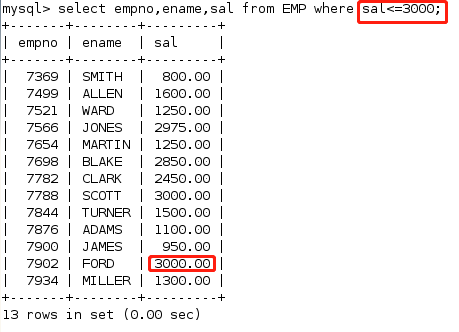 mysql> select empno,ename,sal from EMP where sal<=3000;
+-------+--------+---------+
| empno | ename  | sal     |
+-------+--------+---------+
|  7369 | SMITH  |  800.00 |
|  7499 | ALLEN  | 1600.00 |
|  7521 | WARD   | 1250.00 |
|  7566 | JONES  | 2975.00 |
|  7654 | MARTIN | 1250.00 |
|  7698 | BLAKE  | 2850.00 |
|  7782 | CLARK  | 2450.00 |
|  7788 | SCOTT  | 3000.00 |
|  7844 | TURNER | 1500.00 |
|  7876 | ADAMS  | 1100.00 |
|  7900 | JAMES  |  950.00 |
|  7902 | FORD   | 3000.00 |
|  7934 | MILLER | 1300.00 |
+-------+--------+---------+
13 rows in set (0.00 sec)